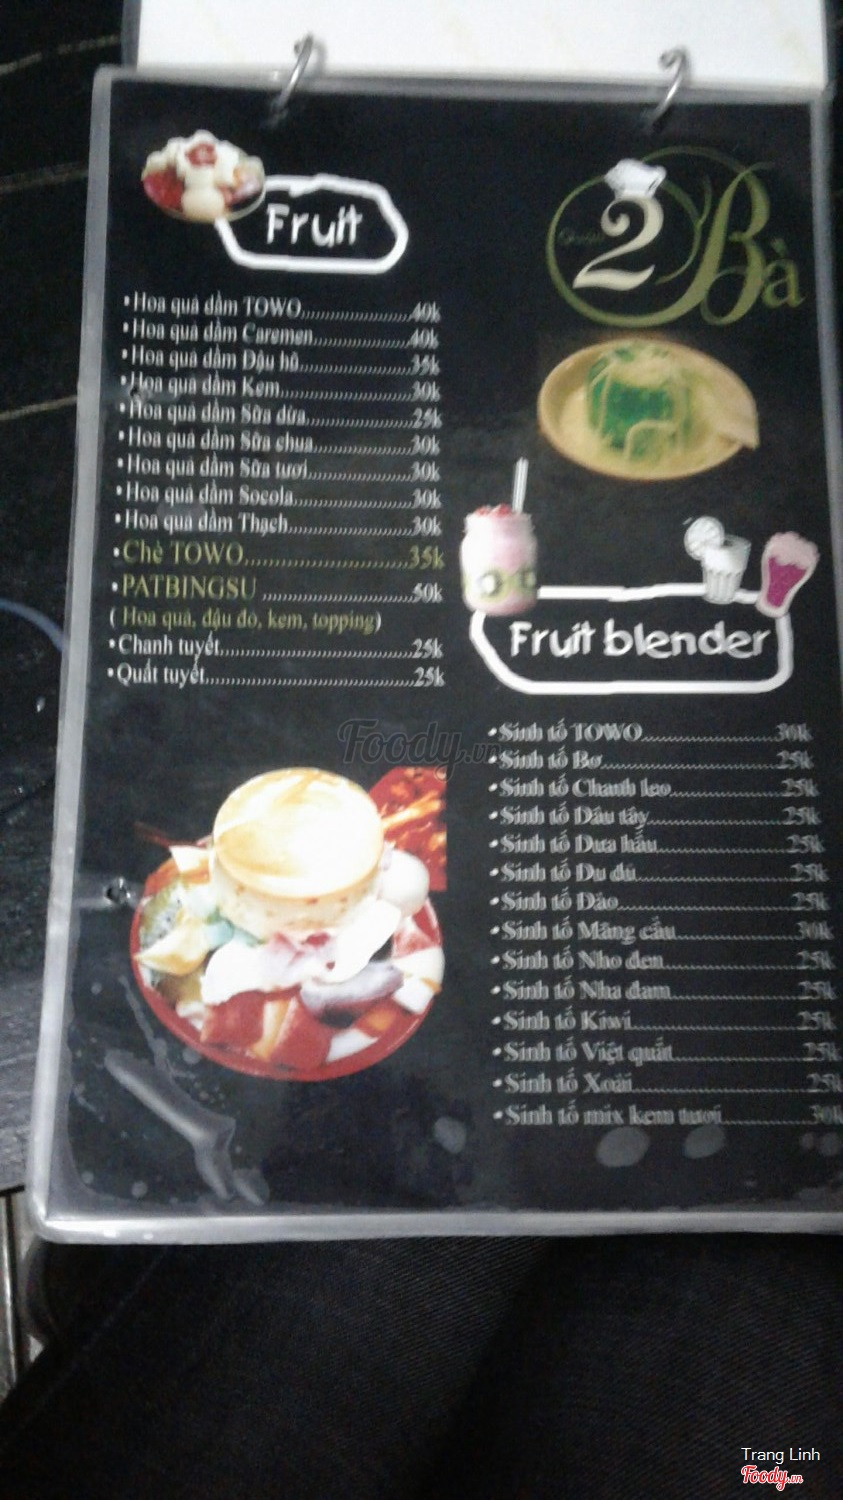 Fruit
•Hoa quả dầm TOWO....................40k
•Hoa quả dầm Caremen.................40k
•Hoa quả dầm Đậu hũ....................35k
•Hoa quả dầm Kem.......................30k
•Hoa quả dầm Sữa dừa..................25k
•Hoa quả dầm Sữa chua.................30k
•Hoa quả dầm Sữa tươi..................30k
•Hoa quả dầm Socola....................30k
•Hoa quả dầm Thạch.....................30k
•Chè TOWO...........................35k
•PATBINGSU ...........................50k
( Hoa quả, đậu đỏ, kem, topping)
•Chanh tuyết...................................25k
•Quất tuyết.....................................25k
2 Bà
Fruit blender
•Sinh tố TOWO.......................30k
•Sinh tố Bơ..............................25k
•Sinh tố Chanh leo...................25k
•Sinh tố Dâu tây.......................25k
•Sinh tố Dưa hấu......................25k
•Sinh tố Đu đủ.........................25k
•Sinh tố Đào............................25k
•Sinh tố Mãng cầu...................30k
•Sinh tố Nho đen.....................25k
•Sinh tố Nha đam....................25k
•Sinh tố Kiwi...........................25k
•Sinh tố Việt quất....................25k
•Sinh tố Xoài...........................25k
•Sinh tố mix kem tươi..............30k
Foody.vn
Trang Linh
Foody.vn